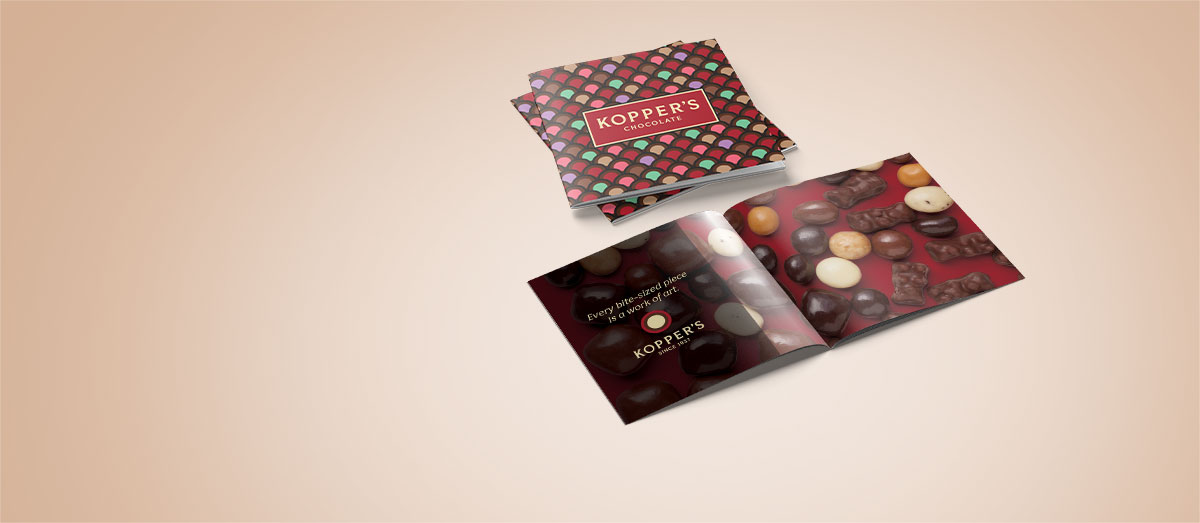 KOPPER'S
CHOCOLATE
Every bite-sized piece
is a work of art.
KOPPER'S
SINCE 1937